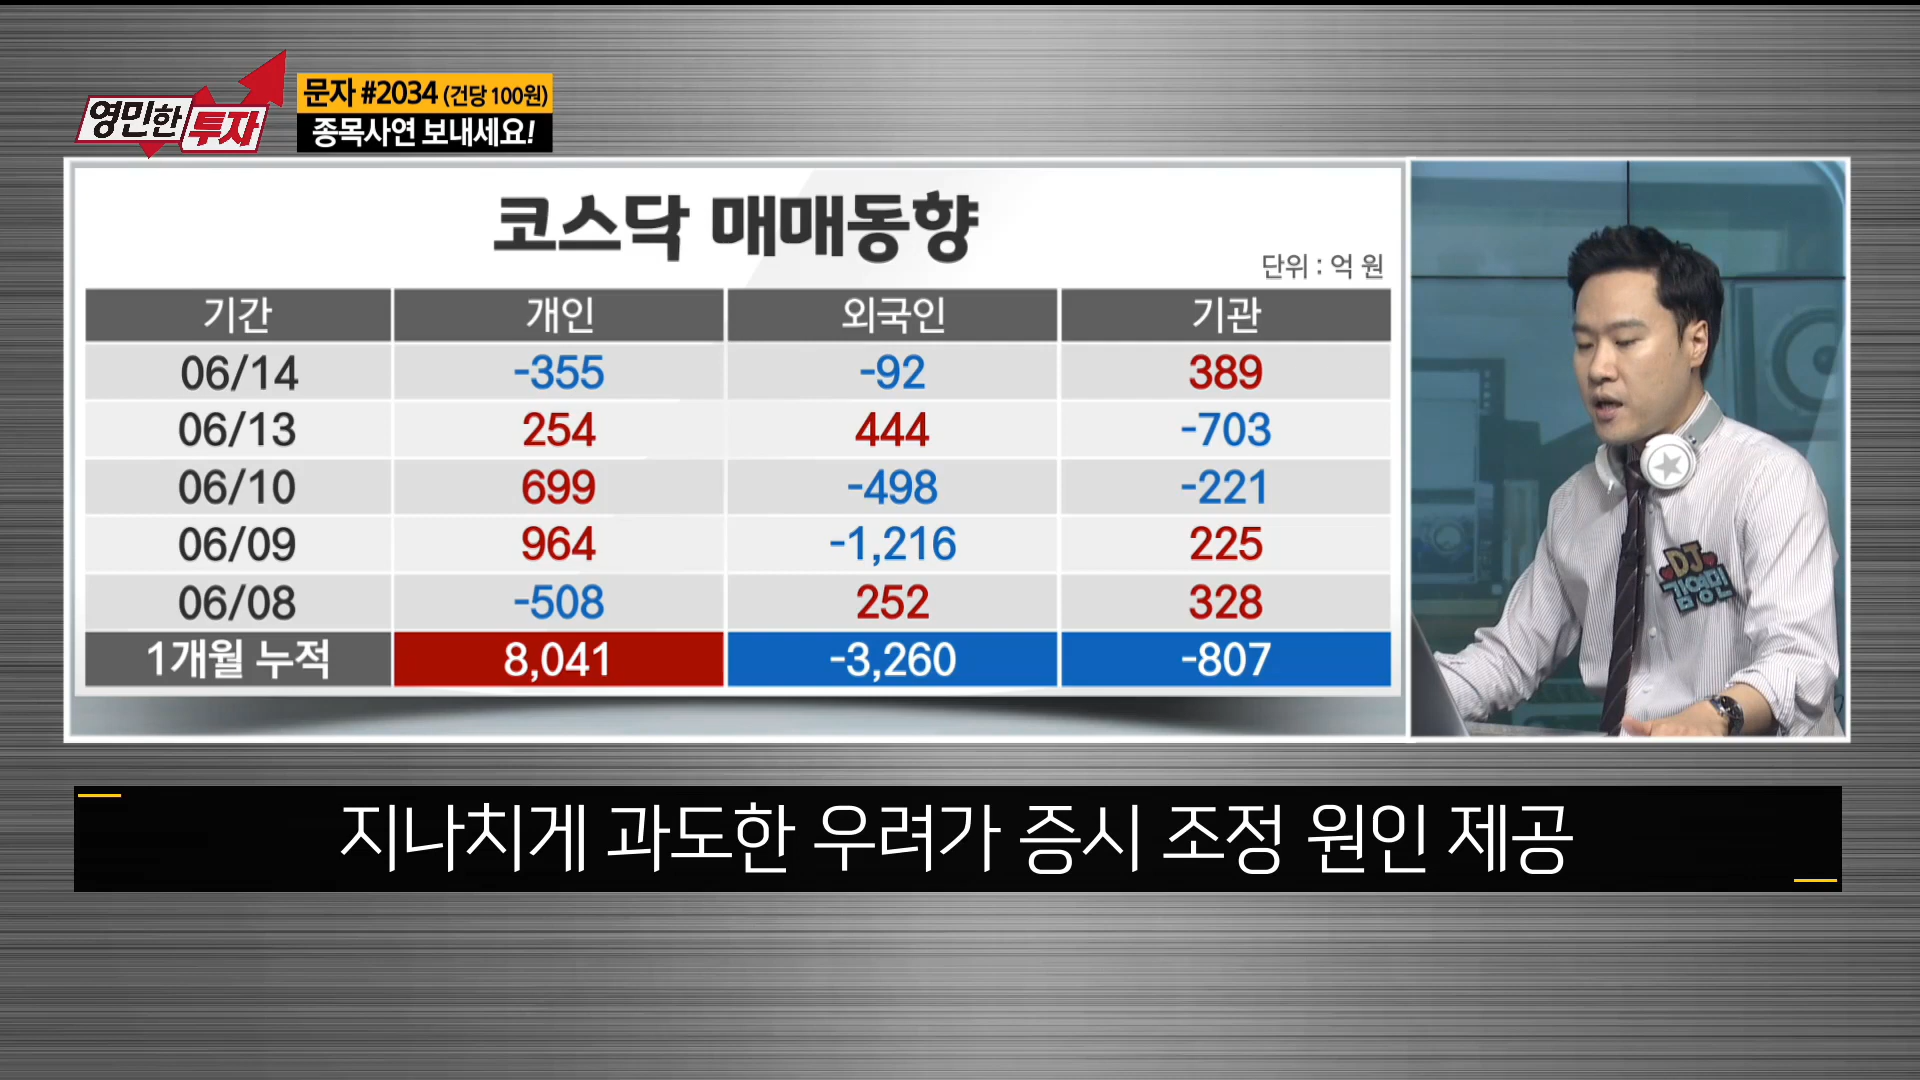 영민한 투자
문자 #2034 (건당 100원)
종목사연 보내세요!
코스닥 매매동향
단위 : 억 원
기간 개인 외국인 기관
06/14 -355 -92 389
06/13 254 444 -703
06/10 699 -498 -221
06/09 964 -1,216 225
06/08 -508 252 328
1개월 누적 8,041 -3,260 -807
DJ
김영민
지나치게 과도한 우려가 증시 조정 원인 제공